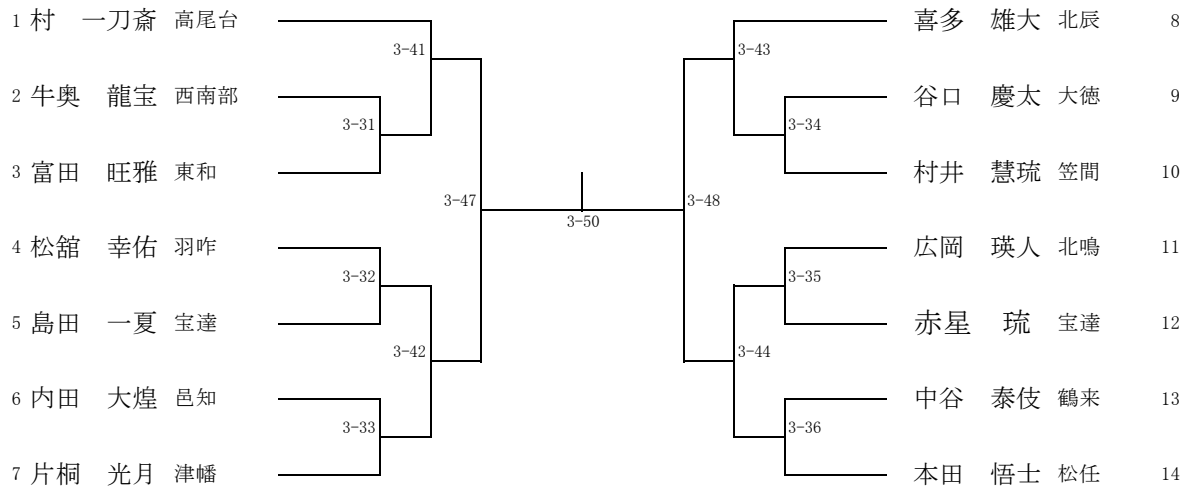 1 村　一刀斎 高尾台
3-41
2 牛奥　龍宝 西南部
3-31
3 富田　旺雅 東和
3-47
4 松舘　幸佑 羽咋
3-32
5 島田　一夏 宝達
3-42
6 内田　大煌 邑知
3-33
7 片桐　光月 津幡
3-50
喜多　雄大 北辰 8
3-43
谷口　慶太 大徳 9
3-34
村井　慧琉 笠間 10
3-48
広岡　瑛人 北鳴 11
3-35
赤星　琉 宝達 12
3-44
中谷　泰伎 鶴来 13
3-36
本田　悟士 松任 14